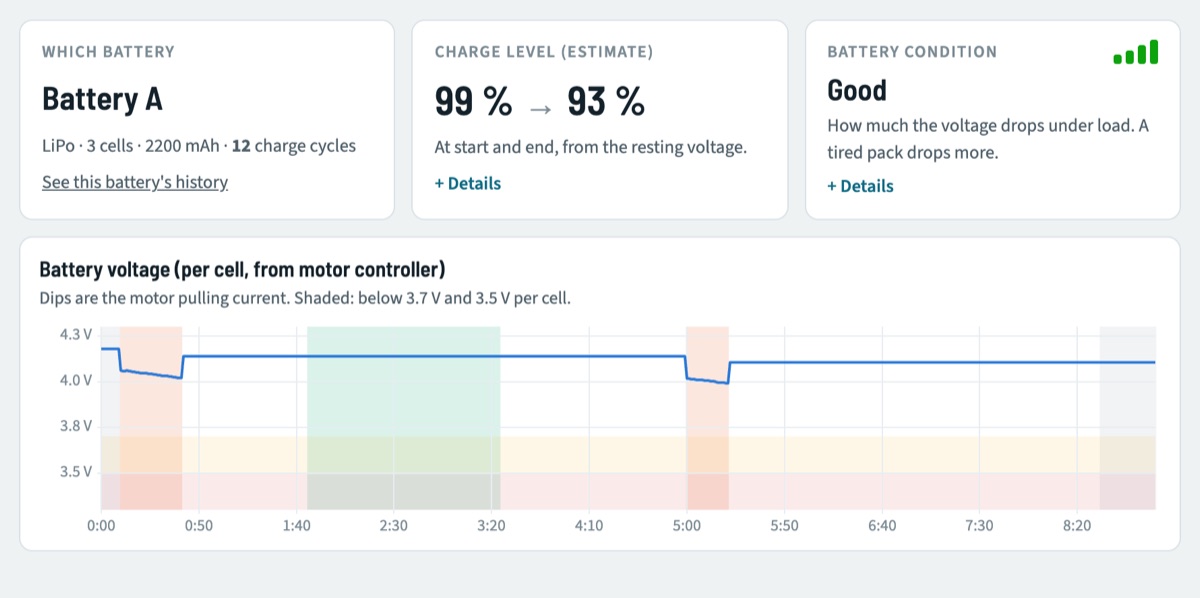 WHICH BATTERY
Battery A
LiPo · 3 cells · 2200 mAh · 12 charge cycles
See this battery's history
CHARGE LEVEL (ESTIMATE)
99 % → 93 %
At start and end, from the resting voltage.
+ Details
BATTERY CONDITION
Good
How much the voltage drops under load. A
tired pack drops more.
+ Details
Battery voltage (per cell, from motor controller)
Dips are the motor pulling current. Shaded: below 3.7 V and 3.5 V per cell.
4.3 V
4.0 V
3.8 V
3.5 V
0:00 0:50 1:40 2:30 3:20 4:10 5:00 5:50 6:40 7:30 8:20